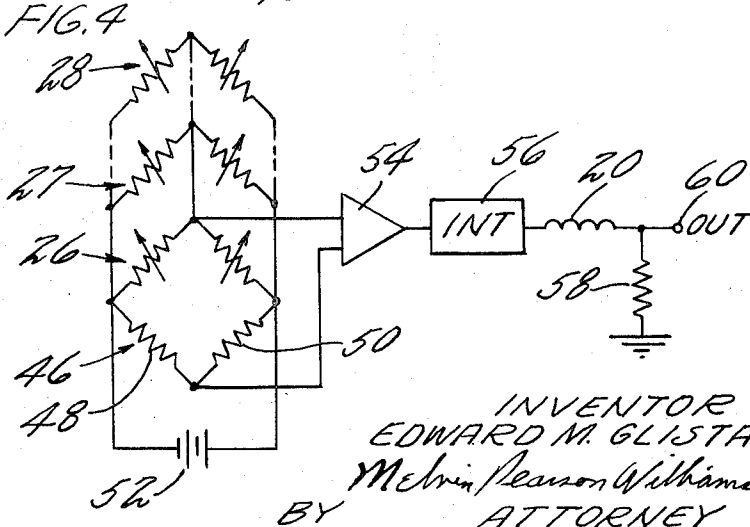 FIG.4
28
27
26
46
48
50
52
54
56
INT
20
60
OUT
58
INVENTOR
EDWARD M. GLISTA
Melvin Pearson Williams
BY
ATTORNEY